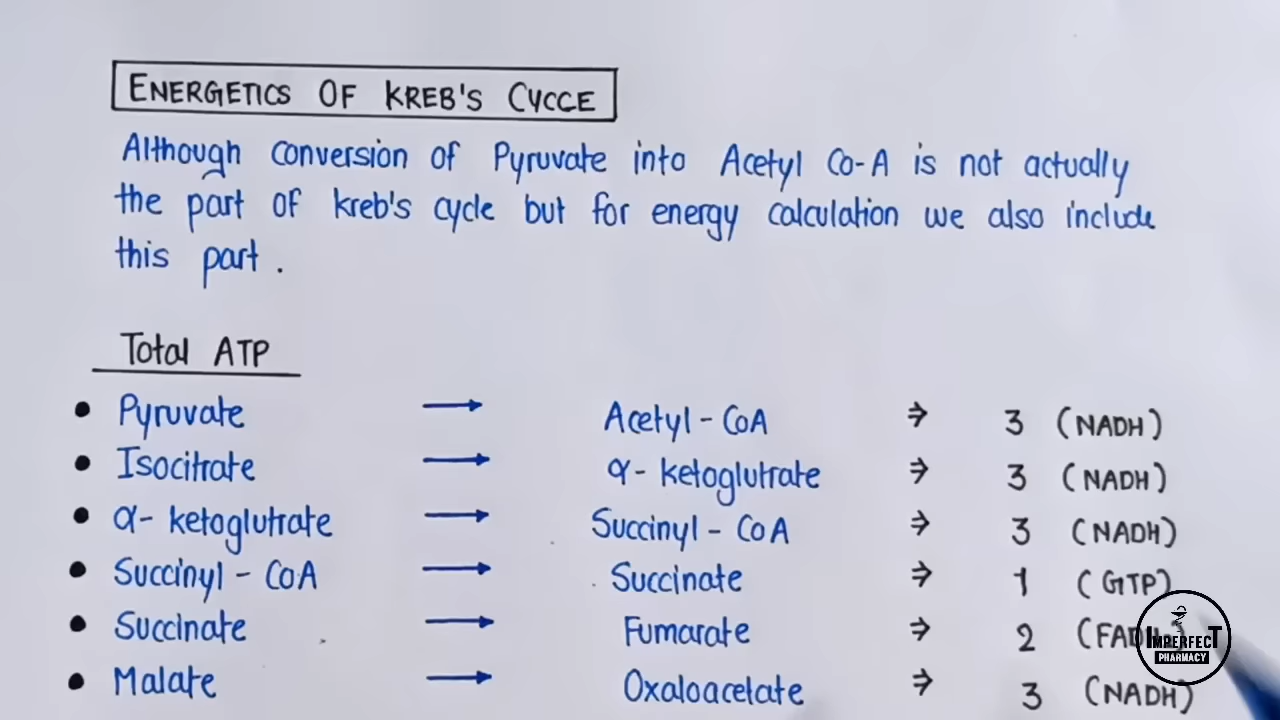 ENERGETICS OF KREB'S CYCCE
Although conversion of Pyruvate into Acetyl Co-A is not actually
the part of kreb's cycle but for energy calculation we also include
this part.
Total ATP
• Pyruvate → Acetyl-CoA ⇒ 3 (NADH)
• Isocitrate → α-ketoglutrate ⇒ 3 (NADH)
• α-ketoglutrate → Succinyl-CoA ⇒ 3 (NADH)
• Succinyl-CoA → Succinate ⇒ 1 (GTP)
• Succinate → Fumarate ⇒ 2
• Malate → Oxaloacetate ⇒ 3 (NADH)
IMPERFECT
PHARMACY